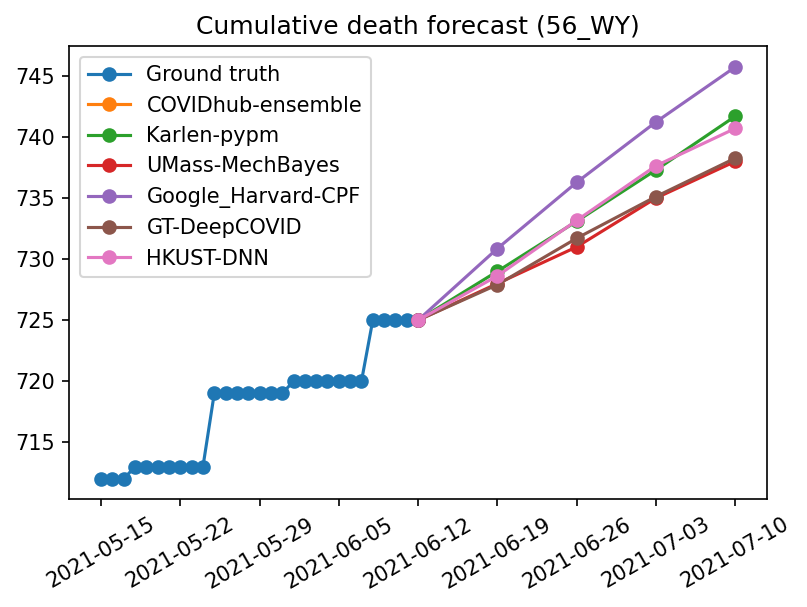 Cumulative death forecast (56_WY)
Ground truth
COVIDhub-ensemble
Karlen-pypm
UMass-MechBayes
Google_Harvard-CPF
GT-DeepCOVID
HKUST-DNN
745
740
735
730
725
720
715
2021-05-15
2021-05-22
2021-05-29
2021-06-05
2021-06-12
2021-06-19
2021-06-26
2021-07-03
2021-07-10